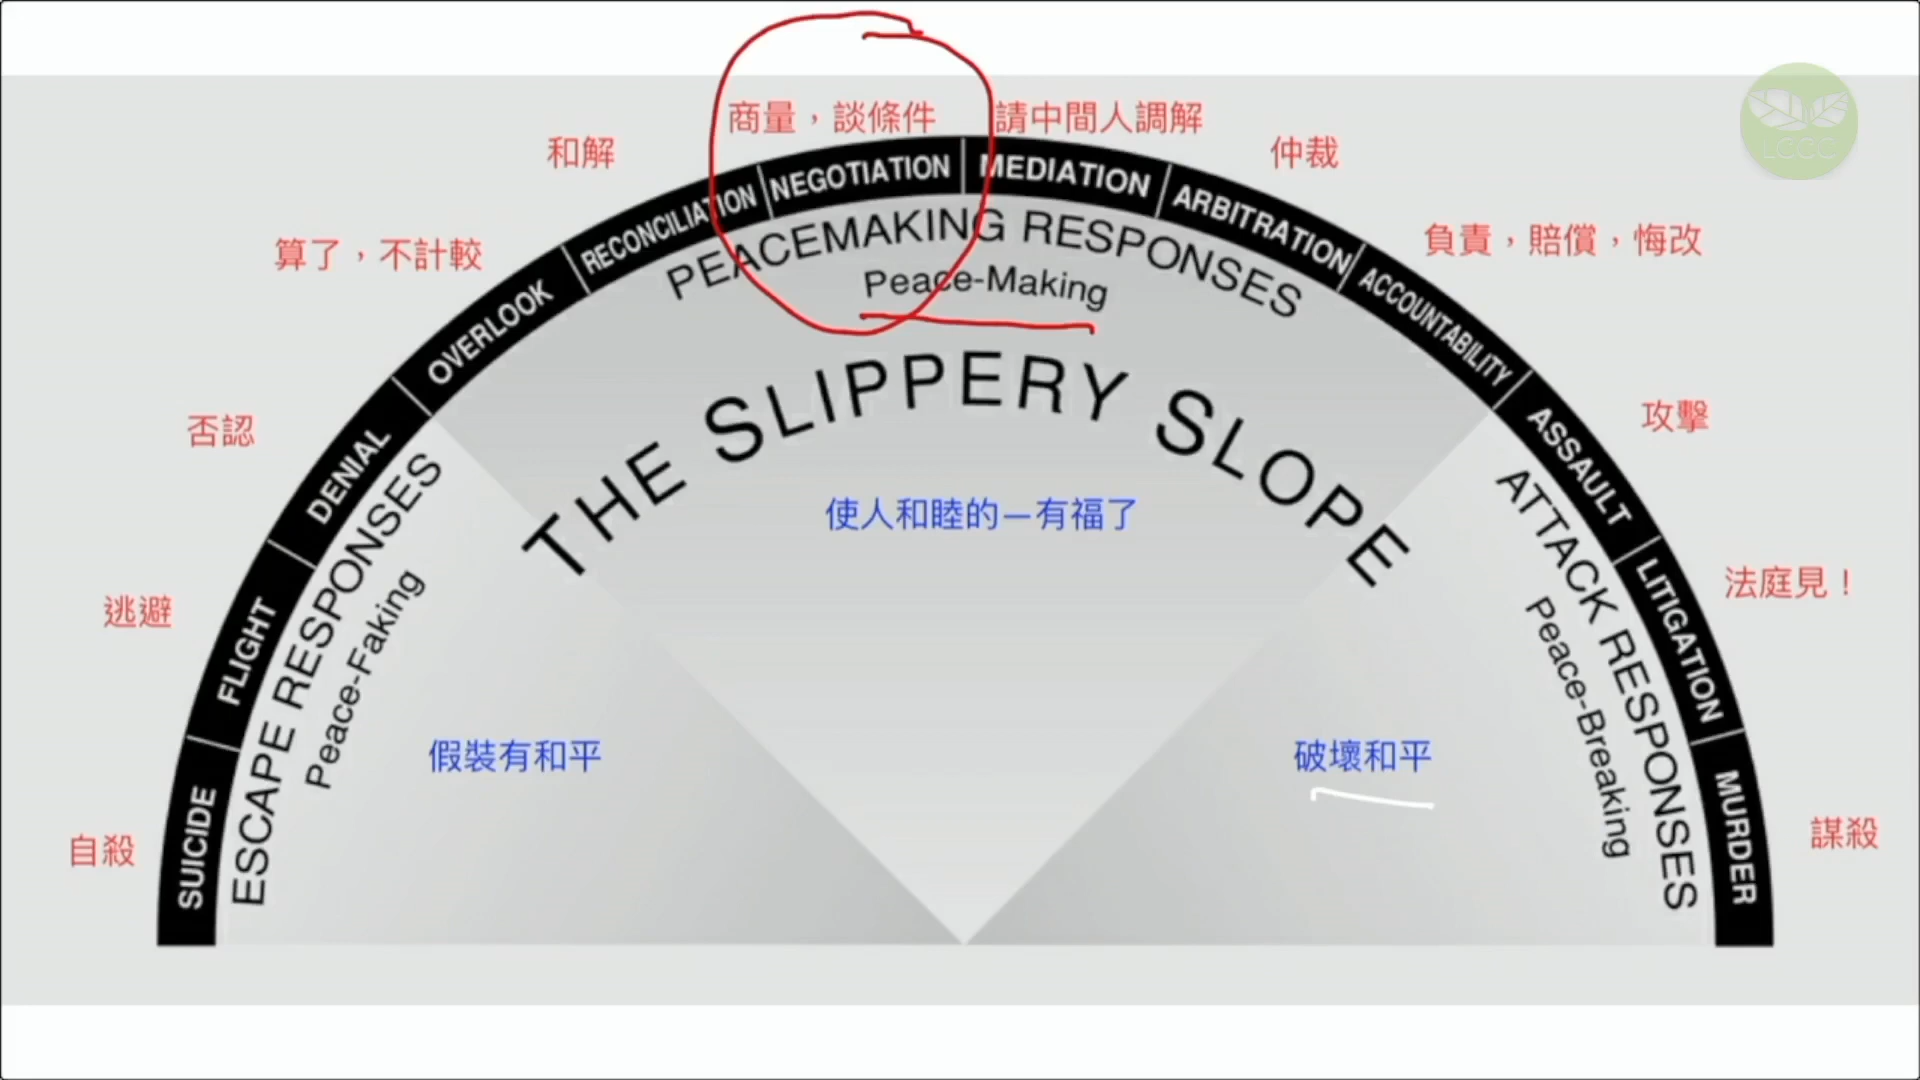 商量，談條件
請中間人調解
和解
仲裁
算了，不計較
負責，賠償，悔改
否認
攻擊
逃避
法庭見！
自殺
謀殺
SUICIDE
FLIGHT
DENIAL
OVERLOOK
RECONCILIATION
NEGOTIATION
MEDIATION
ARBITRATION
ACCOUNTABILITY
ASSAULT
LITIGATION
MURDER
PEACEMAKING RESPONSES
Peace-Making
THE SLIPPERY SLOPE
使人和睦的—有福了
ESCAPE RESPONSES
Peace-Faking
假裝有和平
ATTACK RESPONSES
Peace-Breaking
破壞和平
LCCC